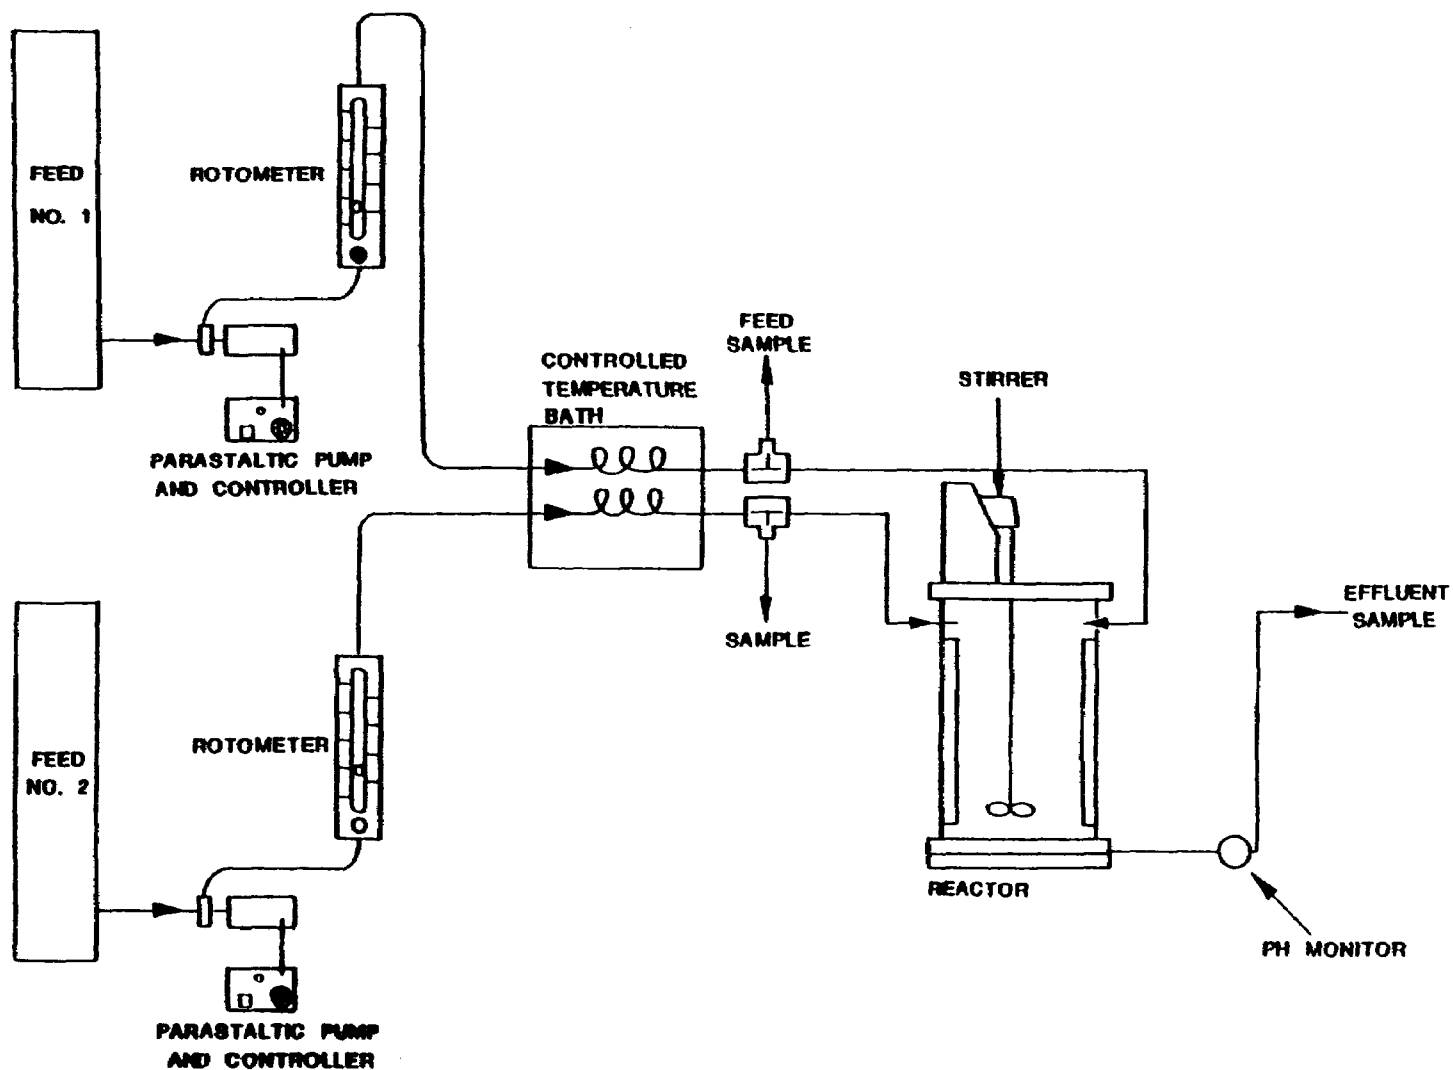 FEED
NO. 1
ROTOMETER
PARASTALTIC PUMP
AND CONTROLLER
CONTROLLED
TEMPERATURE
BATH
FEED
SAMPLE
STIRRER
SAMPLE
EFFLUENT
SAMPLE
FEED
NO. 2
ROTOMETER
REACTOR
PH MONITOR
PARASTALTIC PUMP
AND CONTROLLER